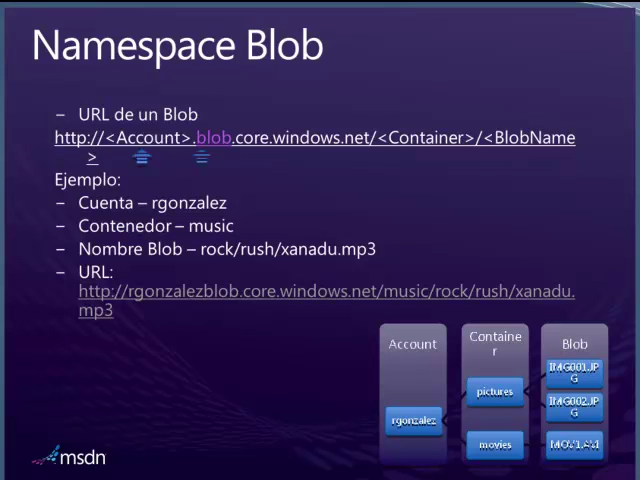 Namespace Blob
– URL de un Blob
http://<Account>.blob.core.windows.net/<Container>/<BlobName
>
Ejemplo:
– Cuenta – rgonzalez
– Contenedor – music
– Nombre Blob – rock/rush/xanadu.mp3
– URL:
http://rgonzalezblob.core.windows.net/music/rock/rush/xanadu.
mp3
Account
Containe
r
Blob
IMG001.JP
G
pictures
IMG002.JP
G
rgonzalez
movies
MOV1.AM
msdn